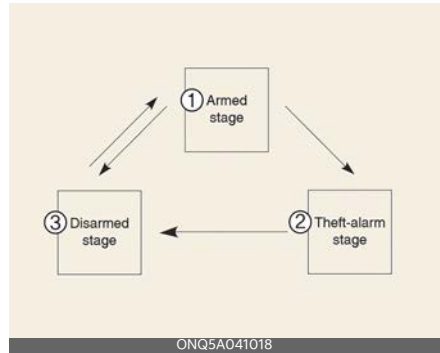 ① Armed
stage
③ Disarmed
stage
② Theft-alarm
stage
ONQ5A041018